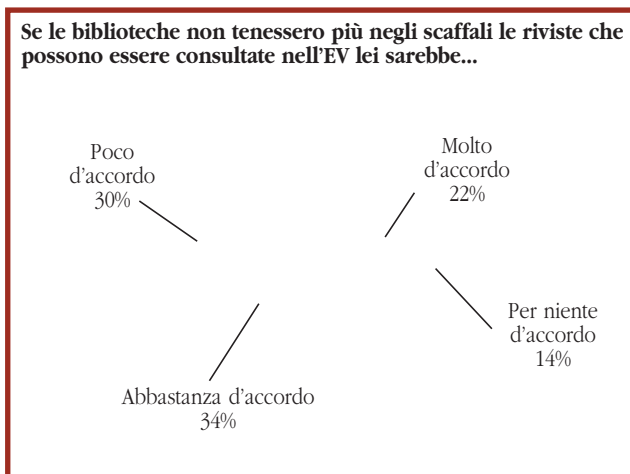 Se le biblioteche non tenessero più negli scaffali le riviste che
possono essere consultate nell'EV lei sarebbe...
Poco
d'accordo
30%
Molto
d'accordo
22%
Per niente
d'accordo
14%
Abbastanza d'accordo
34%